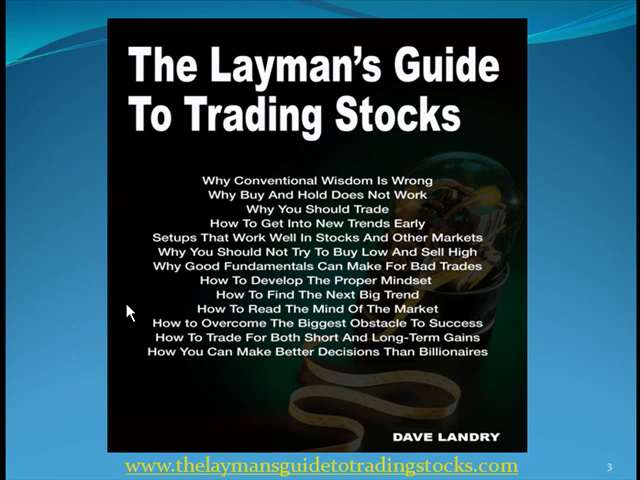 The Layman's Guide
To Trading Stocks
Why Conventional Wisdom Is Wrong
Why Buy And Hold Does Not Work
Why You Should Trade
How To Get Into New Trends Early
Setups That Work Well In Stocks And Other Markets
Why You Should Not Try To Buy Low And Sell High
Why Good Fundamentals Can Make For Bad Trades
How To Develop The Proper Mindset
How To Find The Next Big Trend
How To Read The Mind Of The Market
How to Overcome The Biggest Obstacle To Success
How To Trade For Both Short And Long-Term Gains
How You Can Make Better Decisions Than Billionaires
DAVE LANDRY
www.thelaymansguidetotradingstocks.com
3